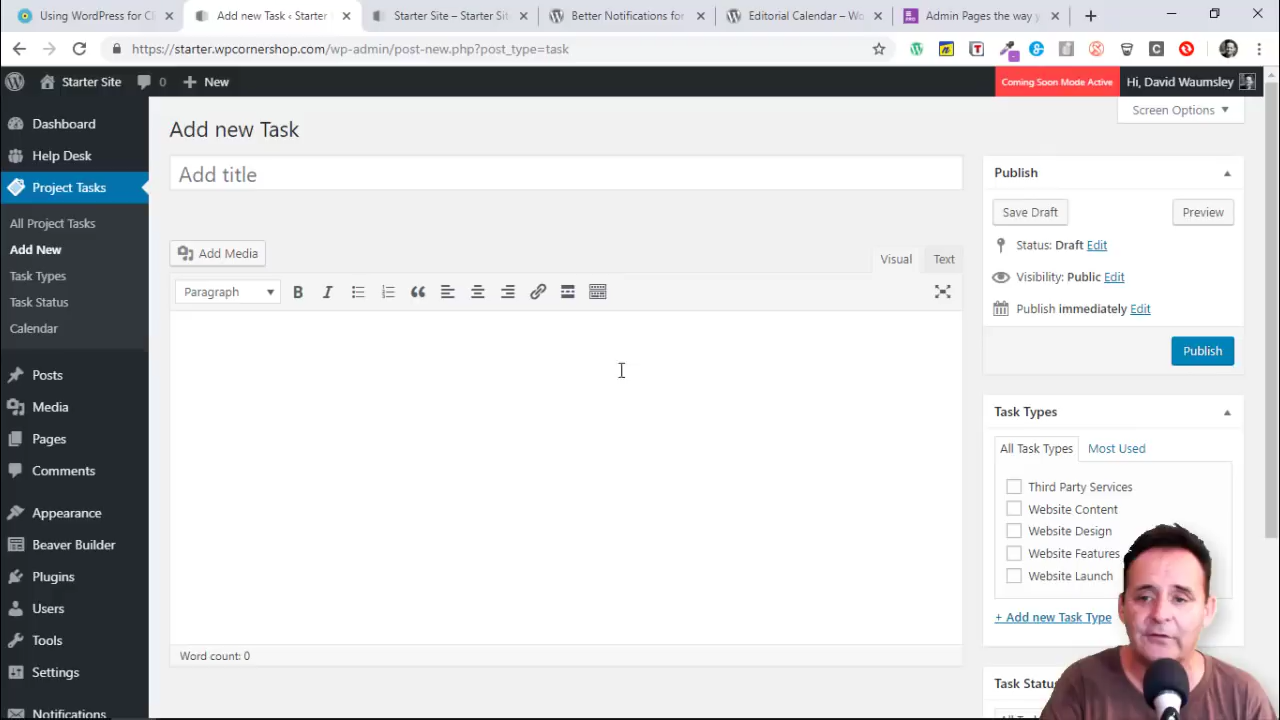 Using WordPress for Cl
Add new Task ‹ Starter
Starter Site – Starter Sit
Better Notifications for
Editorial Calendar – Wo
Admin Pages the way y
https://starter.wpcornershop.com/wp-admin/post-new.php?post_type=task
Starter Site
0
New
Coming Soon Mode Active
Hi, David Waumsley
Dashboard
Help Desk
Project Tasks
All Project Tasks
Add New
Task Types
Task Status
Calendar
Posts
Media
Pages
Comments
Appearance
Beaver Builder
Plugins
Users
Tools
Settings
Notifications
Screen Options
Add new Task
Add title
Add Media
Visual
Text
Paragraph
B
I
Word count: 0
Publish
Save Draft
Preview
Status: Draft Edit
Visibility: Public Edit
Publish immediately Edit
Publish
Task Types
All Task Types
Most Used
Third Party Services
Website Content
Website Design
Website Features
Website Launch
+ Add new Task Type
Task Statu